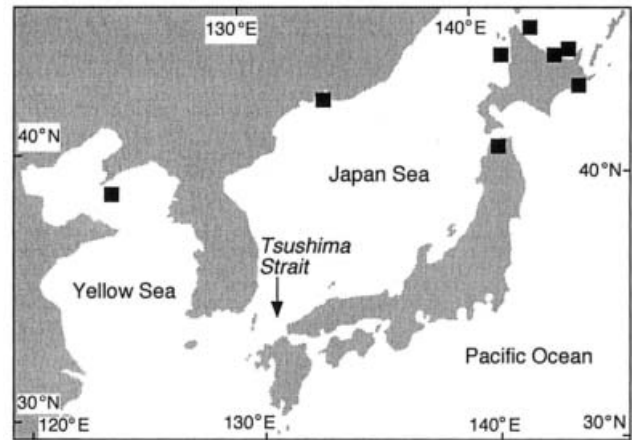 130°E
140°E
40°N
40°N
Japan Sea
Tsushima
Strait
Yellow Sea
Pacific Ocean
30°N
120°E
130°E
140°E
30°N